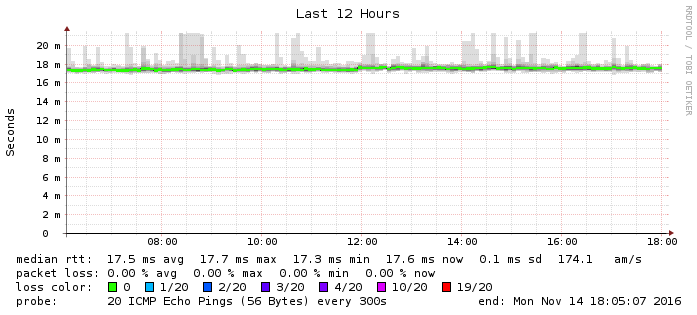 Last 12 Hours
RRDTOOL / TOBI OETIKER
Seconds
20 m
18 m
16 m
14 m
12 m
10 m
8 m
6 m
4 m
2 m
0
08:00 10:00 12:00 14:00 16:00 18:00
median rtt: 17.5 ms avg 17.7 ms max 17.3 ms min 17.6 ms now 0.1 ms sd 174.1 am/s
packet loss: 0.00 % avg 0.00 % max 0.00 % min 0.00 % now
loss color: 0 1/20 2/20 3/20 4/20 10/20 19/20
probe: 20 ICMP Echo Pings (56 Bytes) every 300s end: Mon Nov 14 18:05:07 2016